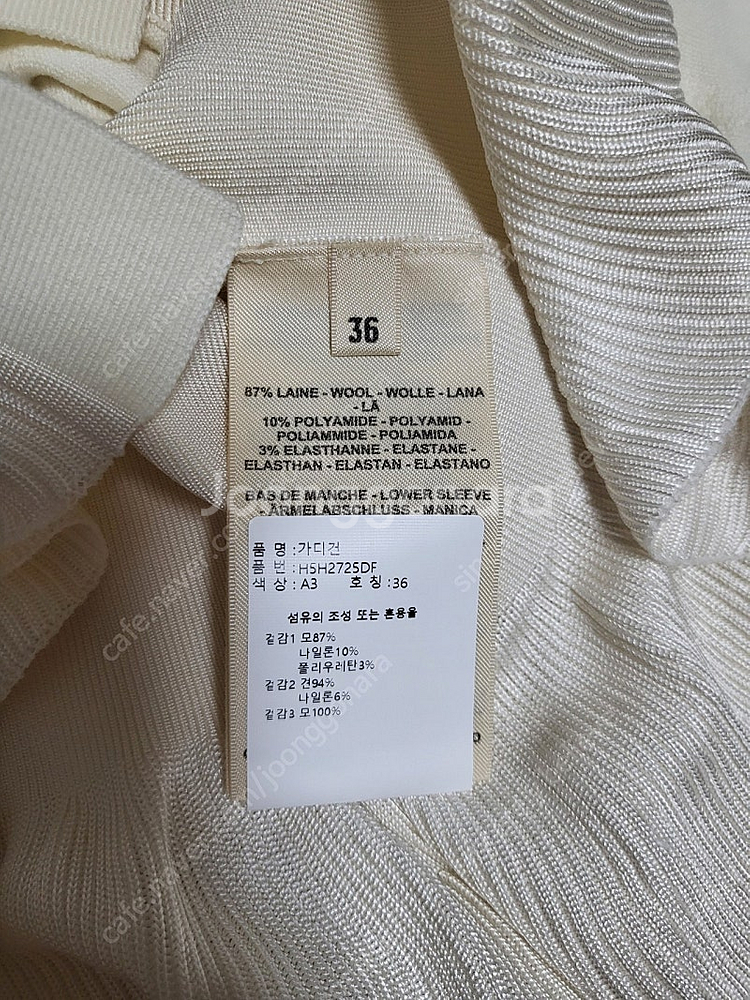 36
87% LAINE - WOOL - WOLLE - LANA
- LÃ
10% POLYAMIDE - POLYAMID -
POLIAMMIDE - POLIAMIDA
3% ELASTHANNE - ELASTANE -
ELASTHAN - ELASTAN - ELASTANO
BAS DE MANCHE - LOWER SLEEVE
- ÄRMELABSCHLUSS - MANICA
Joonggonara
품 명 : 가디건
품 번 : H5H2725DF
색 상 : A3 호 칭 : 36
섬유의 조성 또는 혼용율
겉감1 모87%
나일론10%
폴리우레탄3%
겉감2 견94%
나일론6%
겉감3 모100%